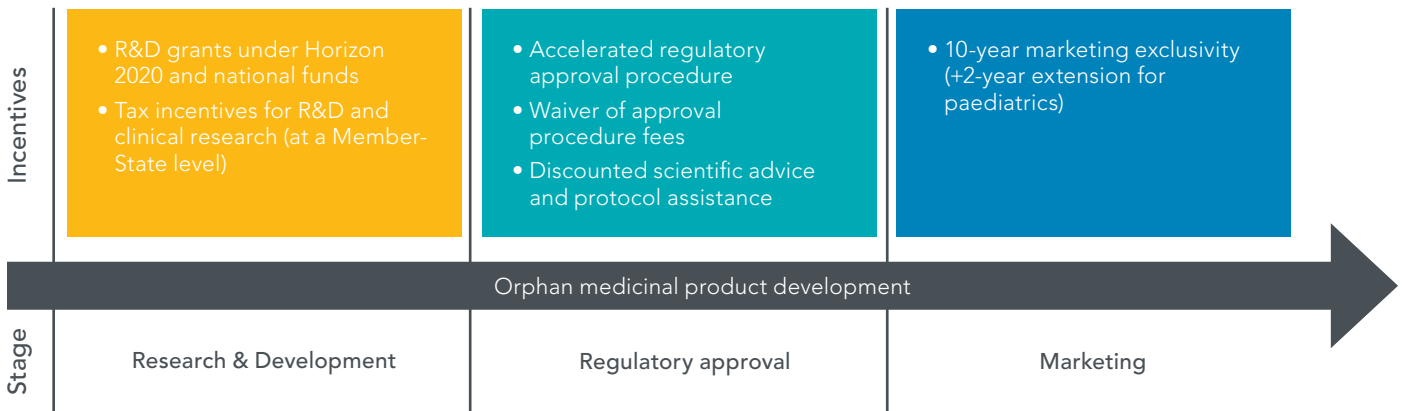 Incentives
• R&D grants under Horizon
2020 and national funds
• Tax incentives for R&D and
clinical research (at a Member-
State level)
• Accelerated regulatory
approval procedure
• Waiver of approval
procedure fees
• Discounted scientific advice
and protocol assistance
• 10-year marketing exclusivity
(+2-year extension for
paediatrics)
Orphan medicinal product development
Stage
Research & Development
Regulatory approval
Marketing